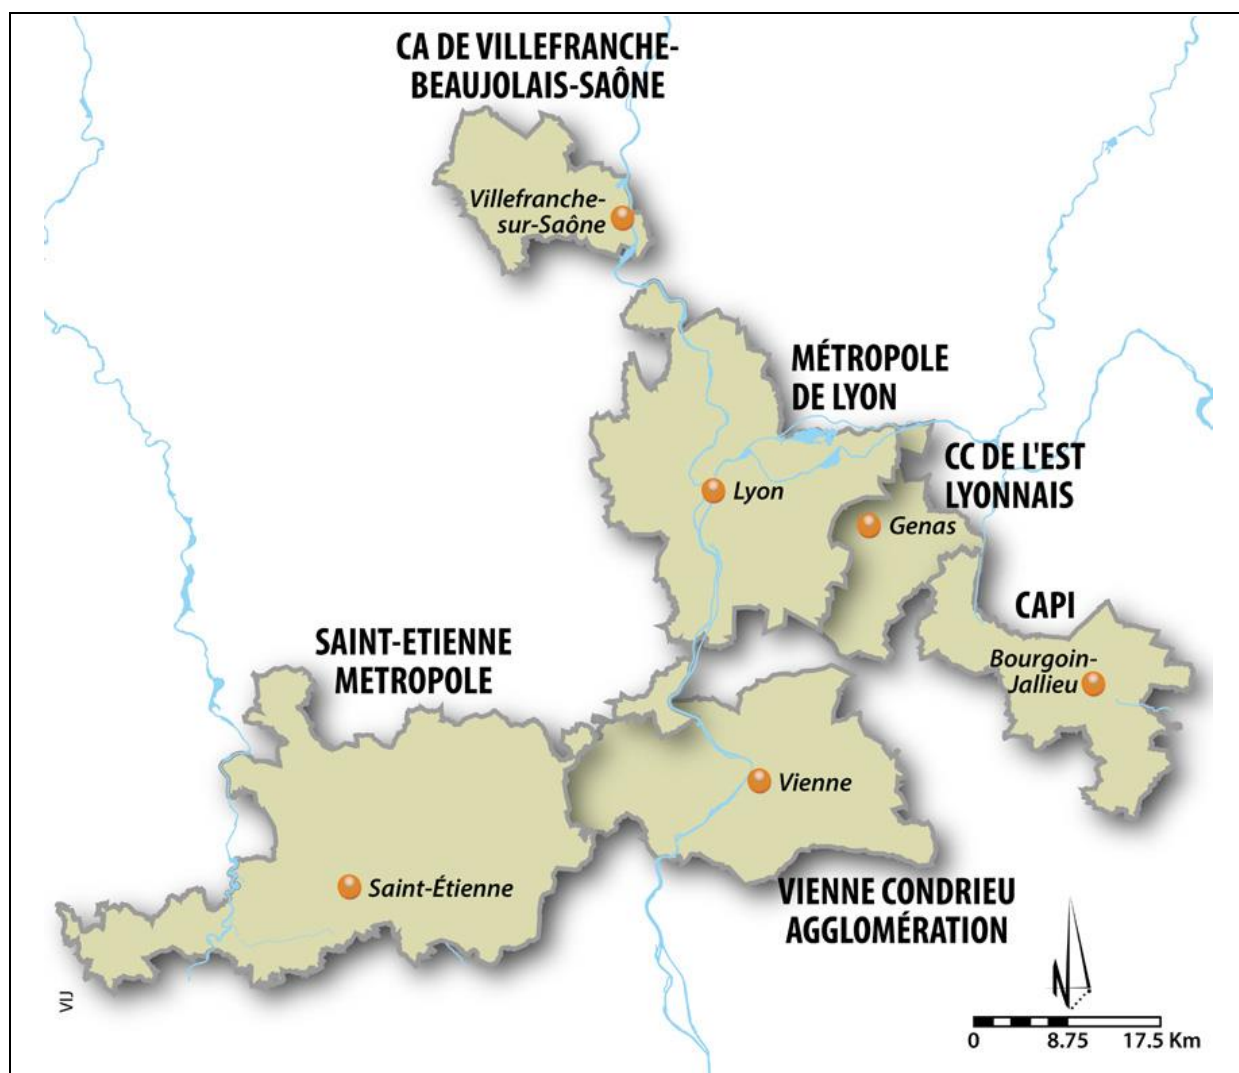 CA DE VILLEFRANCHE-
BEAUJOLAIS-SAÔNE
Villefranche-
sur-Saône
MÉTROPOLE
DE LYON
CC DE L'EST
LYONNAIS
Lyon
Genas
CAPI
SAINT-ETIENNE
METROPOLE
Bourgoin-
Jallieu
Vienne
Saint-Étienne
VIENNE CONDRIEU
AGGLOMÉRATION
VIJ
N
0 8.75 17.5 Km